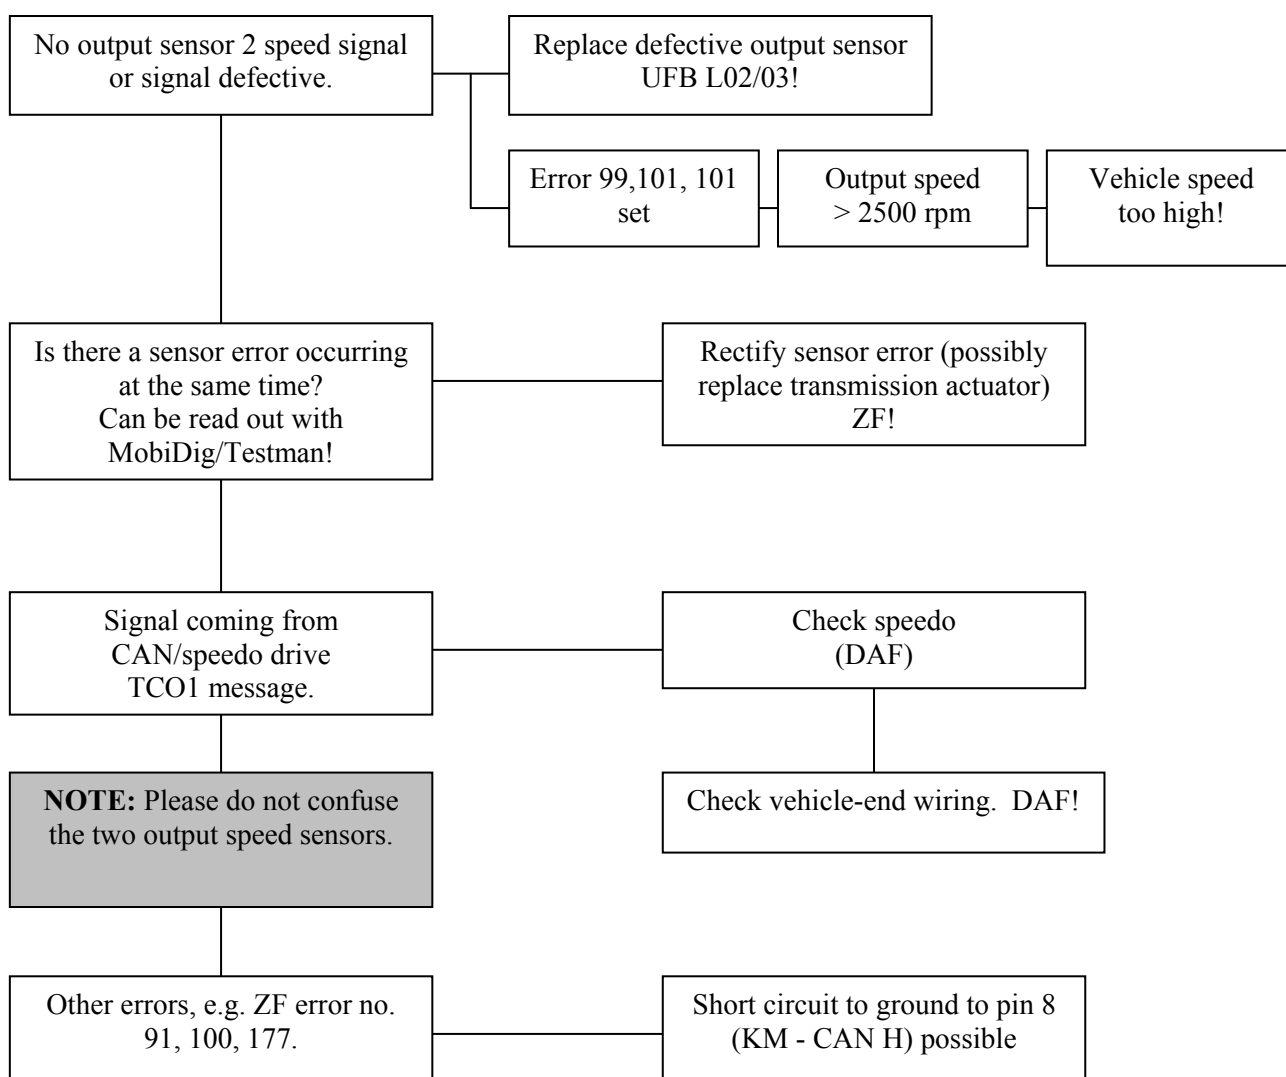 No output sensor 2 speed signal
or signal defective.
Replace defective output sensor
UFB L02/03!
Error 99,101, 101
set
Output speed
> 2500 rpm
Vehicle speed
too high!
Is there a sensor error occurring
at the same time?
Can be read out with
MobiDig/Testman!
Rectify sensor error (possibly
replace transmission actuator)
ZF!
Signal coming from
CAN/speedo drive
TCO1 message.
Check speedo
(DAF)
NOTE: Please do not confuse
the two output speed sensors.
Check vehicle-end wiring.  DAF!
Other errors, e.g. ZF error no.
91, 100, 177.
Short circuit to ground to pin 8
(KM - CAN H) possible